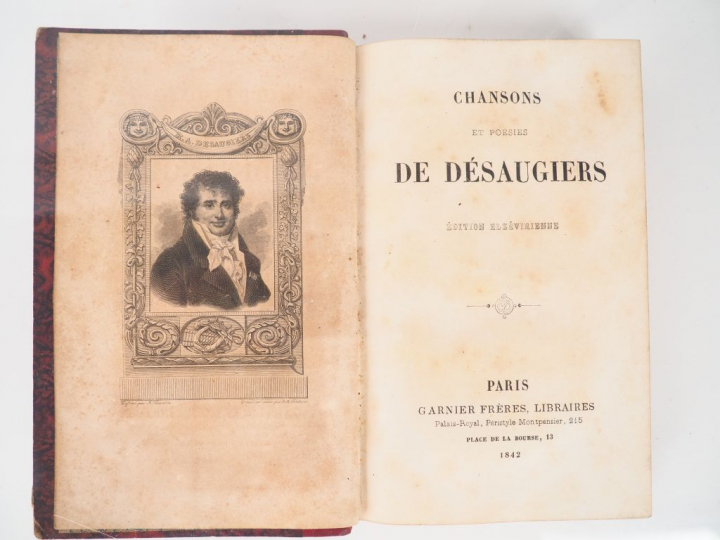 M. A. DESAUGIERS
CHANSONS
ET POÉSIES
DE DÉSAUGIERS
ÉDITION ELZÉVIRIENNE
PARIS
GARNIER FRÈRES, LIBRAIRES
Palais-Royal, Péristyle Montpensier, 215
PLACE DE LA BOURSE, 13
1842